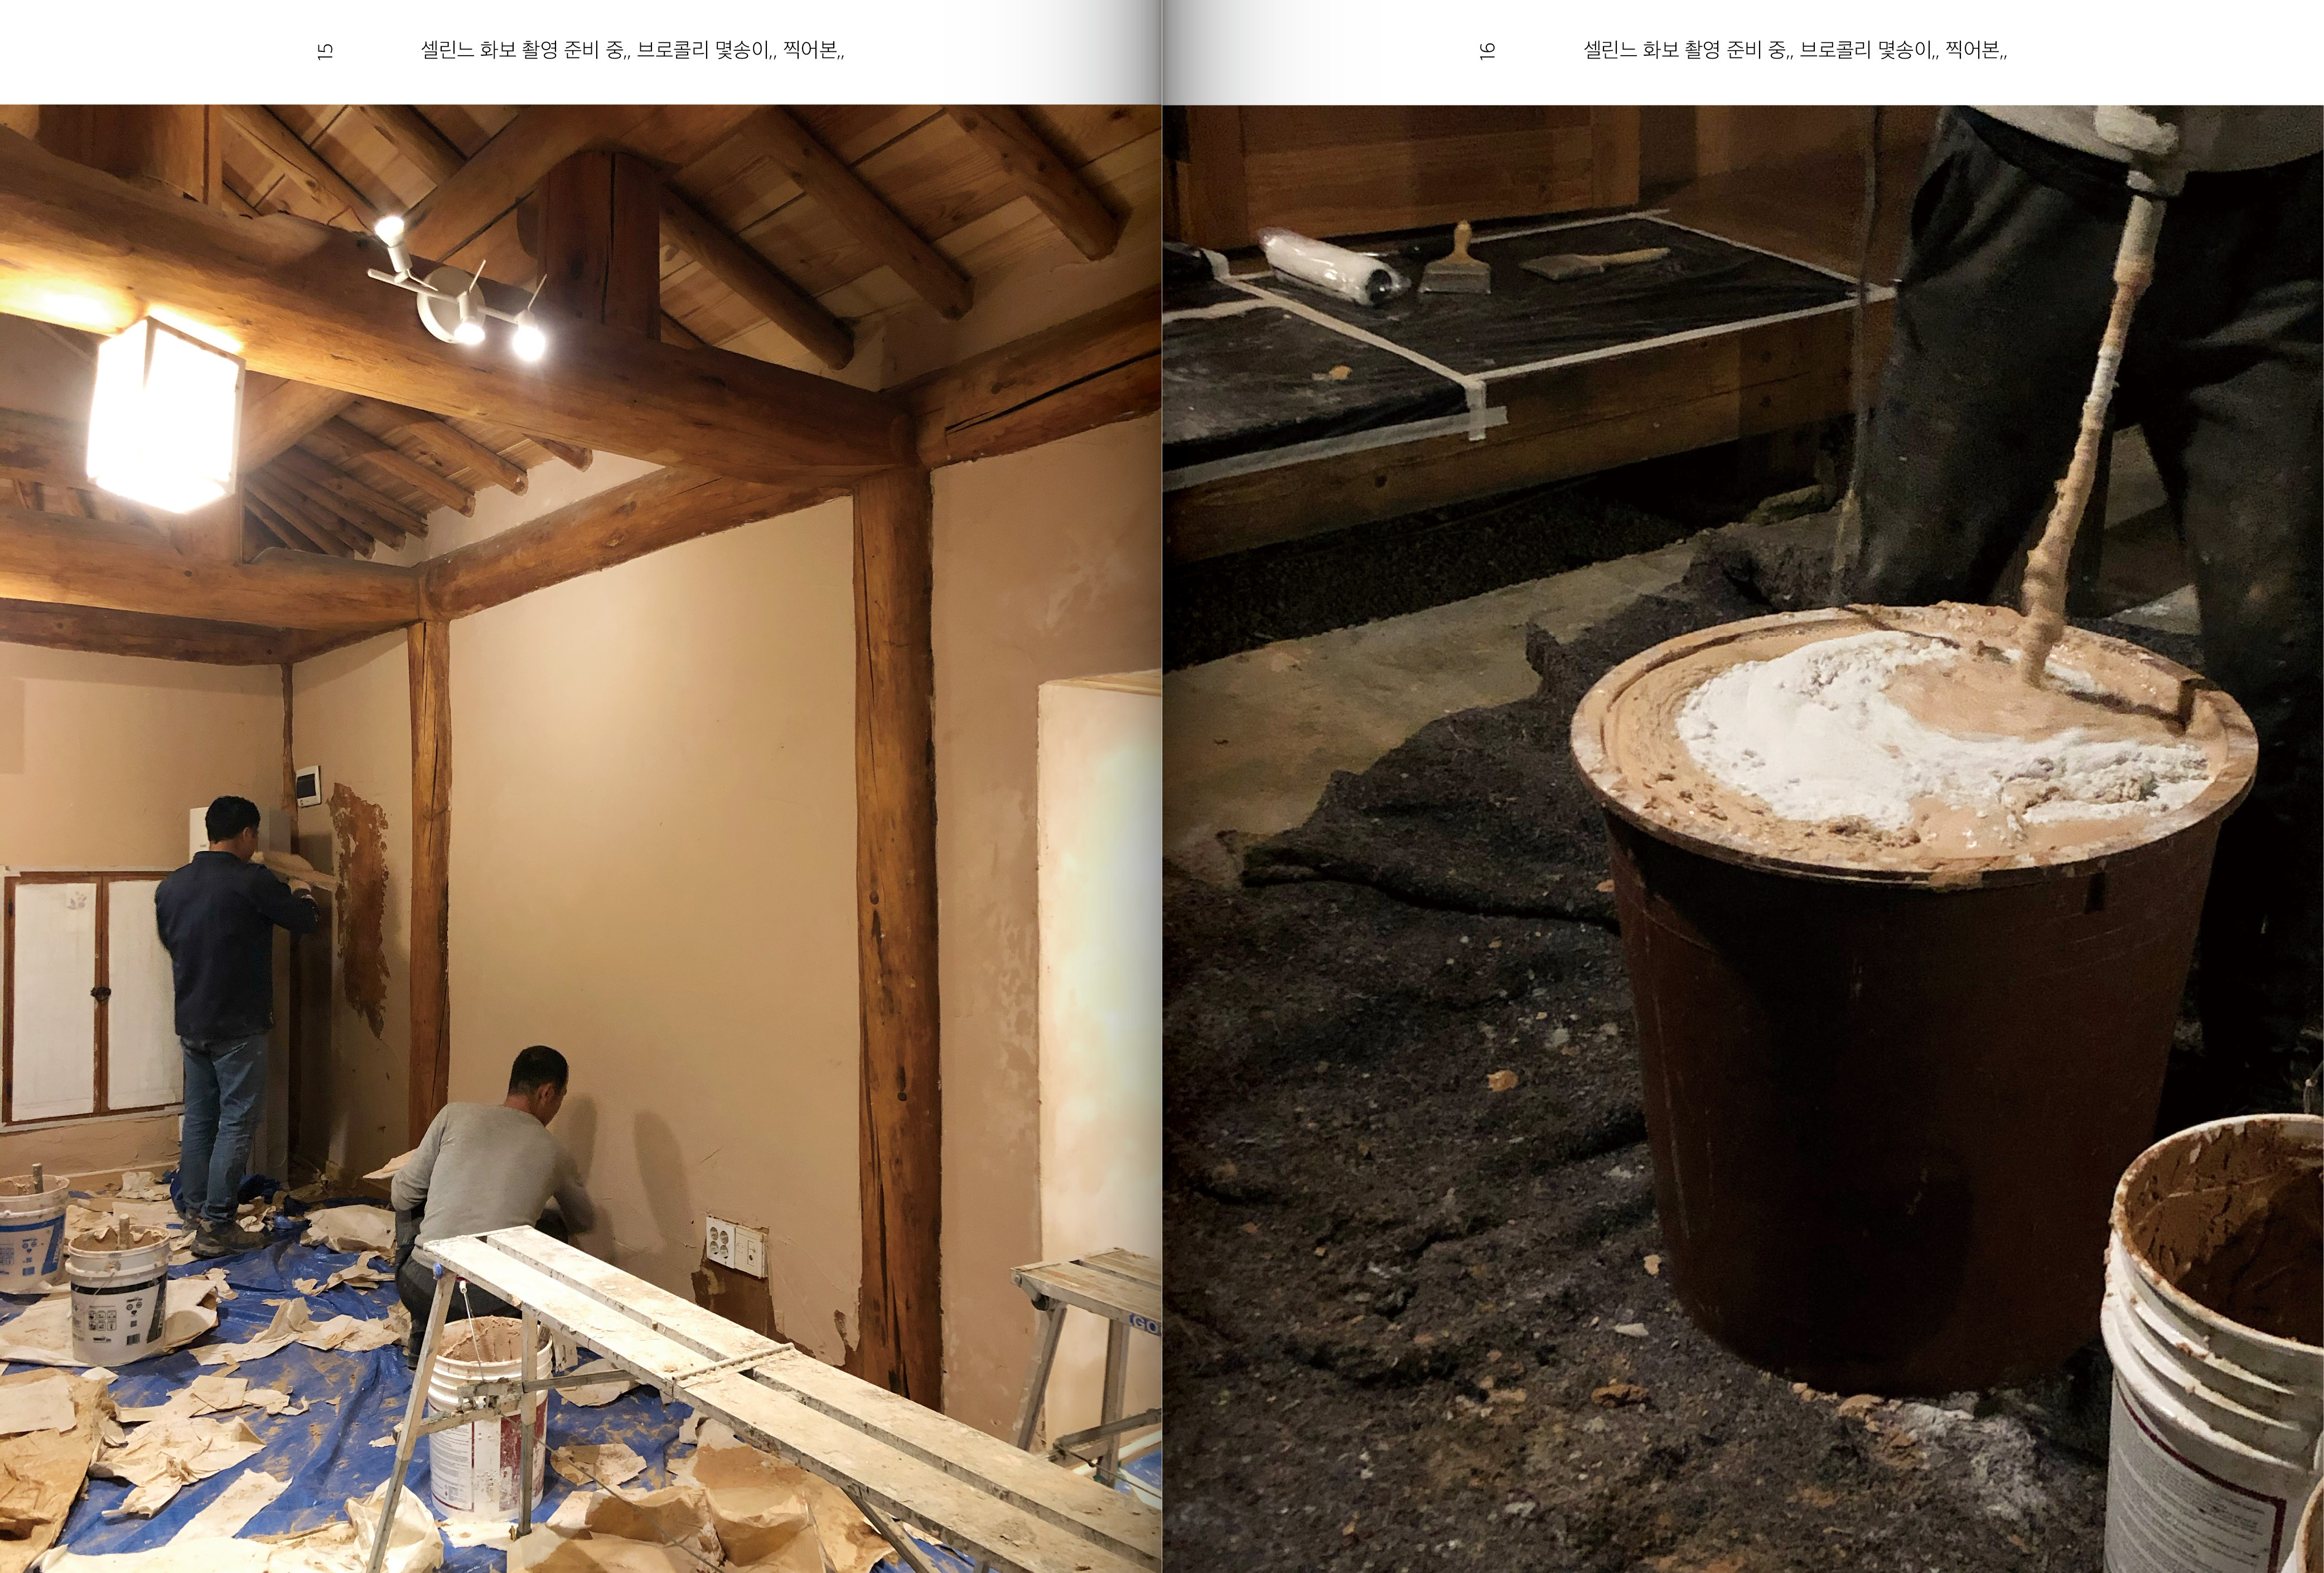 15
셀린느 화보 촬영 준비 중,, 브로콜리 몇송이,, 찍어본,,
16
셀린느 화보 촬영 준비 중,, 브로콜리 몇송이,, 찍어본,,
GO